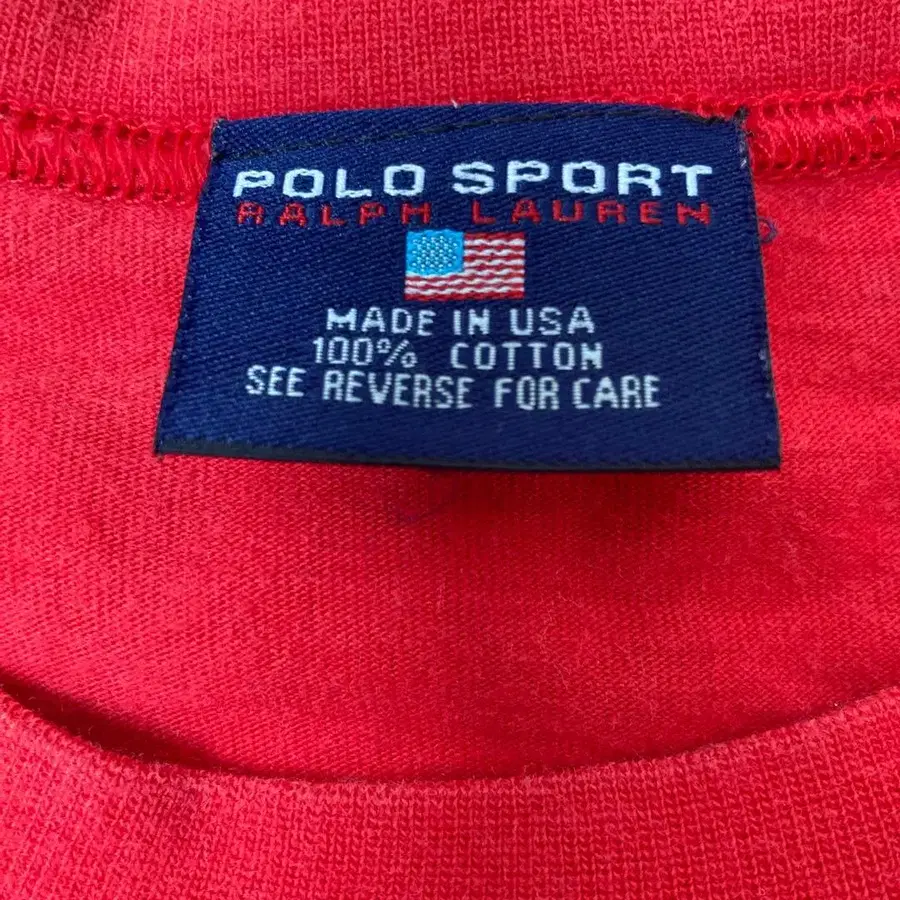 POLO SPORT
RALPH LAUREN
MADE IN USA
100% COTTON
SEE REVERSE FOR CARE